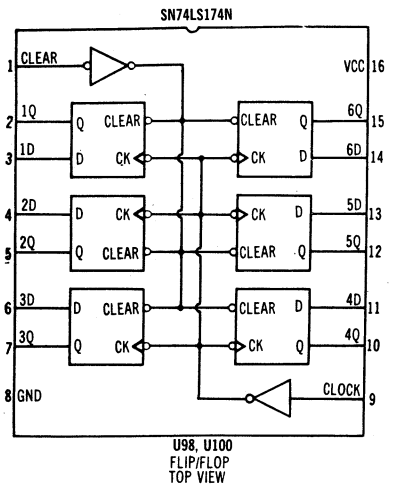 SN74LS174N
1 CLEAR VCC 16
2 1Q Q CLEAR CLEAR Q 6Q 15
3 1D D CK CK D 6D 14
4 2D D CK CK D 5D 13
5 2Q Q CLEAR CLEAR Q 5Q 12
6 3D D CLEAR CLEAR D 4D 11
7 3Q Q CK CK Q 4Q 10
8 GND CLOCK 9
U98, U100
FLIP/FLOP
TOP VIEW